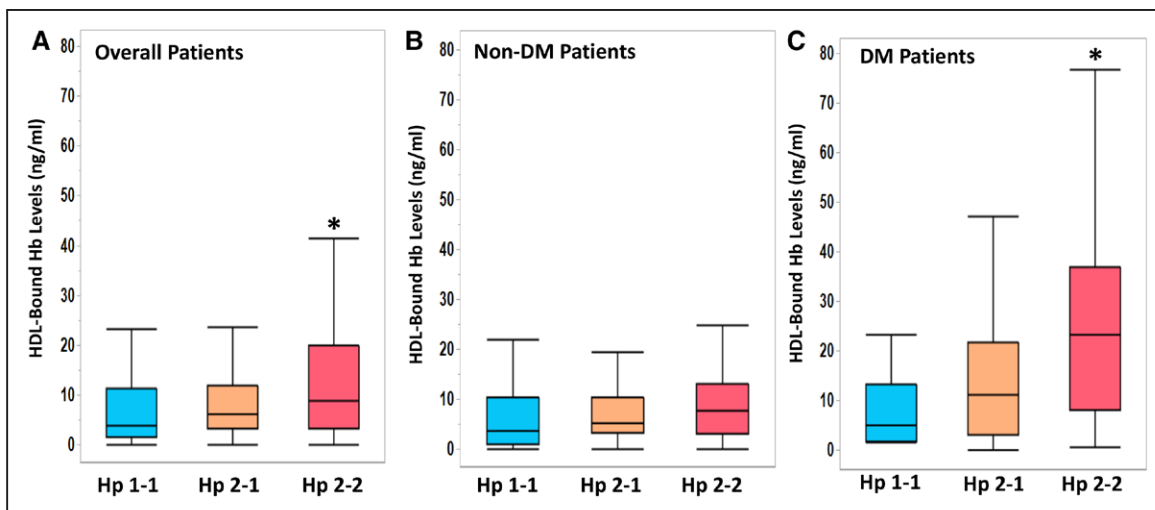 A
Overall Patients
HDL-Bound Hb Levels (ng/ml)
80
70
60
50
40
30
20
10
0
*
Hp 1-1 Hp 2-1 Hp 2-2
B
Non-DM Patients
HDL-Bound Hb Levels (ng/ml)
80
70
60
50
40
30
20
10
0
Hp 1-1 Hp 2-1 Hp 2-2
C
DM Patients
HDL-Bound Hb Levels (ng/ml)
80
70
60
50
40
30
20
10
0
*
Hp 1-1 Hp 2-1 Hp 2-2